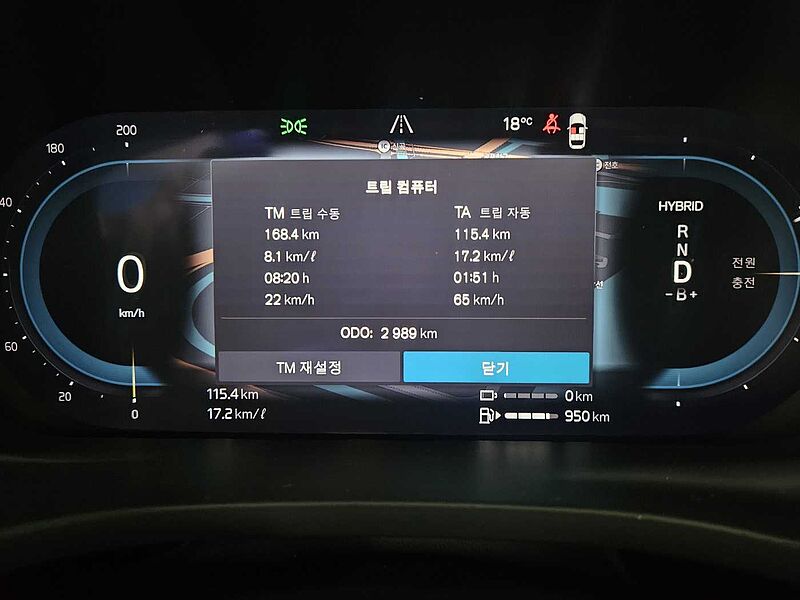 200
18°C
180
40
트립 컴퓨터
전호
TM 트립 수동 TA 트립 자동
168.4 km 115.4 km
8.1 km/ℓ 17.2 km/ℓ
08:20 h 01:51 h
22 km/h 65 km/h
HYBRID
R
N
D
-B+
전원
충전
0
km/h
ODO: 2 989 km
60
TM 재설정 닫기
20
0
115.4 km 0 km
17.2 km/ℓ 950 km